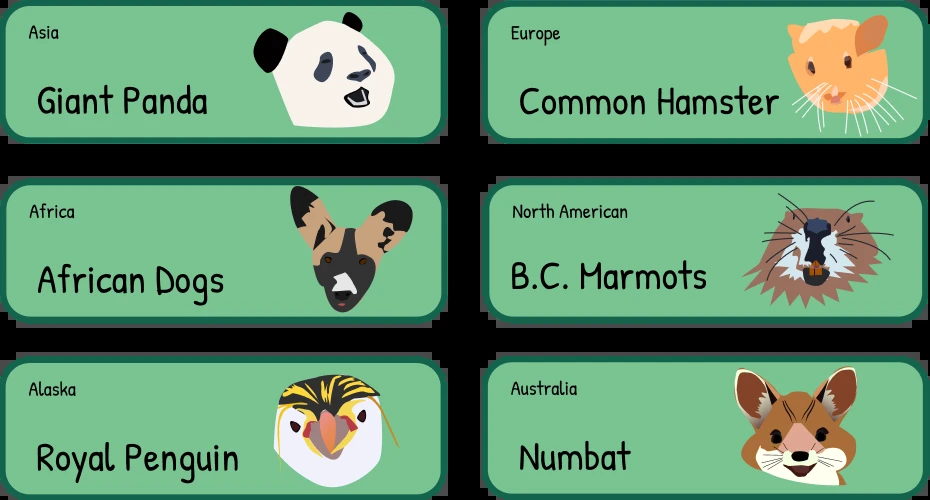 Asia
Giant Panda
Europe
Common Hamster
Africa
African Dogs
North American
B.C. Marmots
Alaska
Royal Penguin
Australia
Numbat